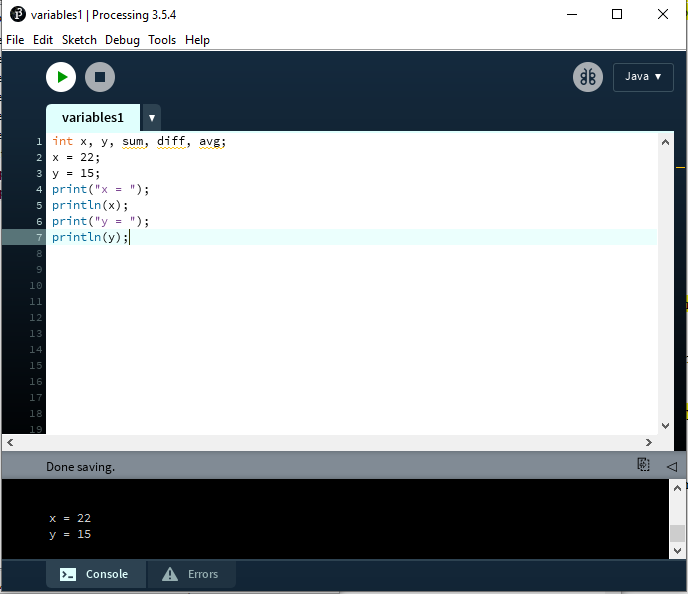 variables1 | Processing 3.5.4
File Edit Sketch Debug Tools Help
Java ▼
variables1 ▼
1 int x, y, sum, diff, avg;
2 x = 22;
3 y = 15;
4 print("x = ");
5 println(x);
6 print("y = ");
7 println(y);
8
9
10
11
12
13
14
15
16
17
18
19
Done saving.
x = 22
y = 15
Console Errors